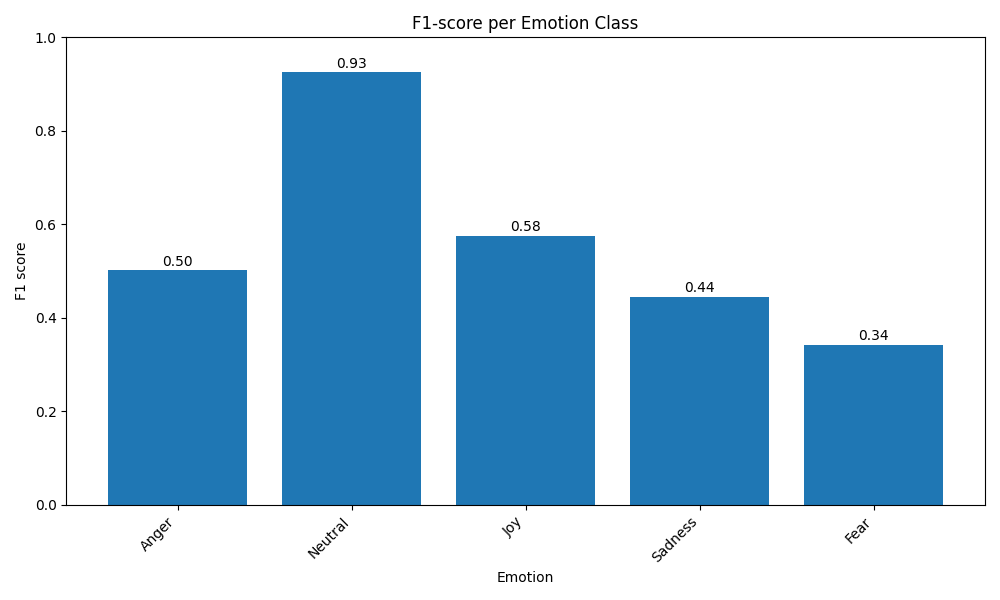 F1-score per Emotion Class
F1 score
1.0
0.8
0.6
0.4
0.2
0.0
0.50
0.93
0.58
0.44
0.34
Anger
Neutral
Joy
Sadness
Fear
Emotion